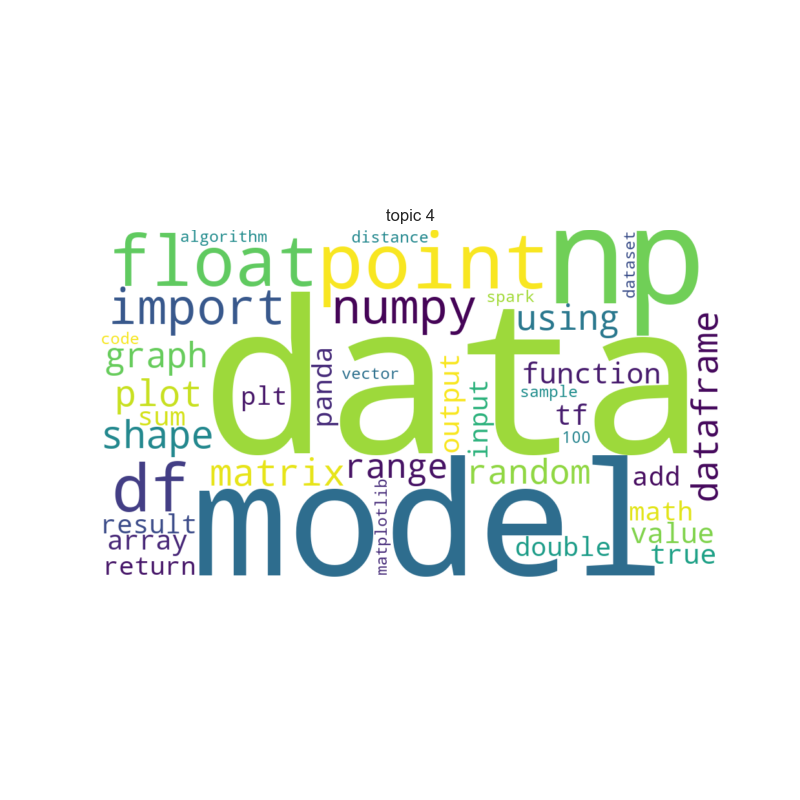 topic 4
algorithm
distance
float
point
np
dataset
import
numpy
spark
using
data
code
graph
plot
sum
plt
panda
vector
output
input
function
sample
tf
100
dataframe
shape
df
matrix
range
random
add
result
array
return
model
matplotlib
double
math
value
true